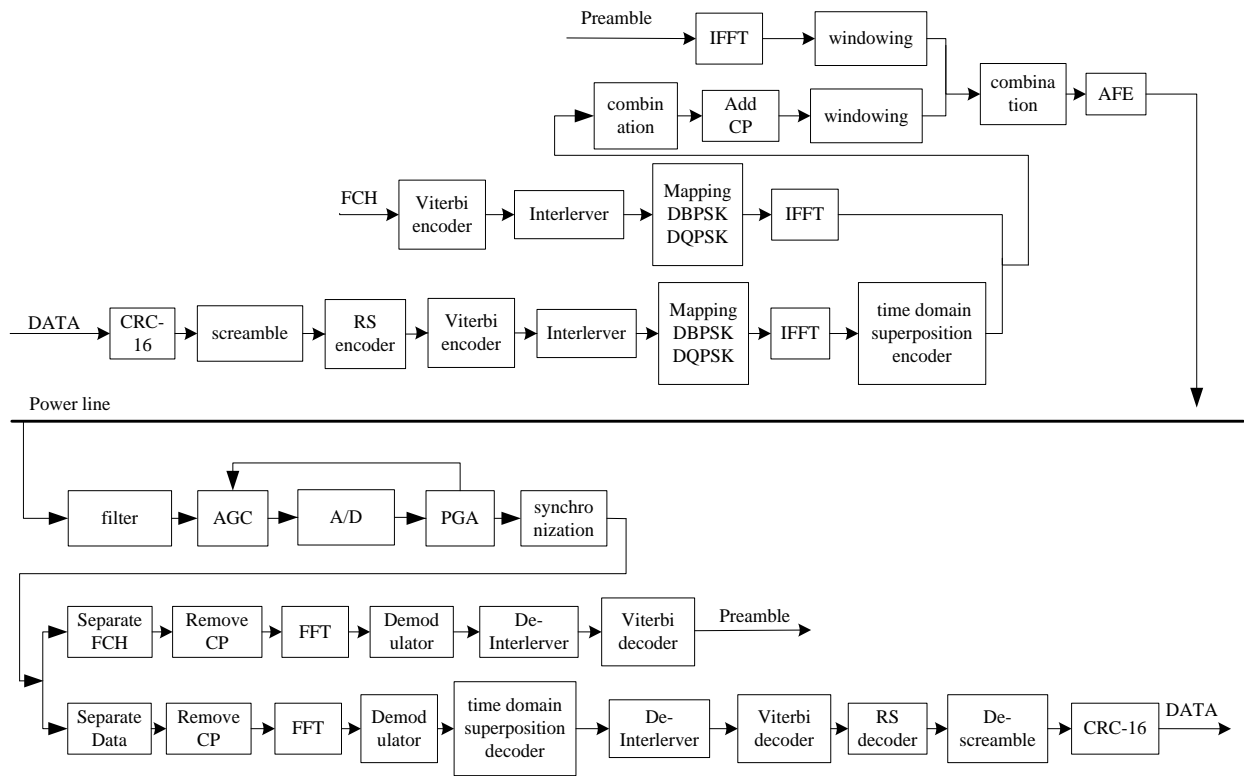 Preamble
IFFT
windowing
combin
ation
Add
CP
windowing
combina
tion
AFE
FCH
Viterbi
encoder
Interlerver
Mapping
DBPSK
DQPSK
IFFT
DATA
CRC-
16
screamble
RS
encoder
Viterbi
encoder
Interlerver
Mapping
DBPSK
DQPSK
IFFT
time domain
superposition
encoder
Power line
filter
AGC
A/D
PGA
synchro
nization
Separate
FCH
Remove
CP
FFT
Demod
ulator
De-
Interlerver
Viterbi
decoder
Preamble
Separate
Data
Remove
CP
FFT
Demod
ulator
time domain
superposition
decoder
De-
Interlerver
Viterbi
decoder
RS
decoder
De-
screamble
CRC-16
DATA